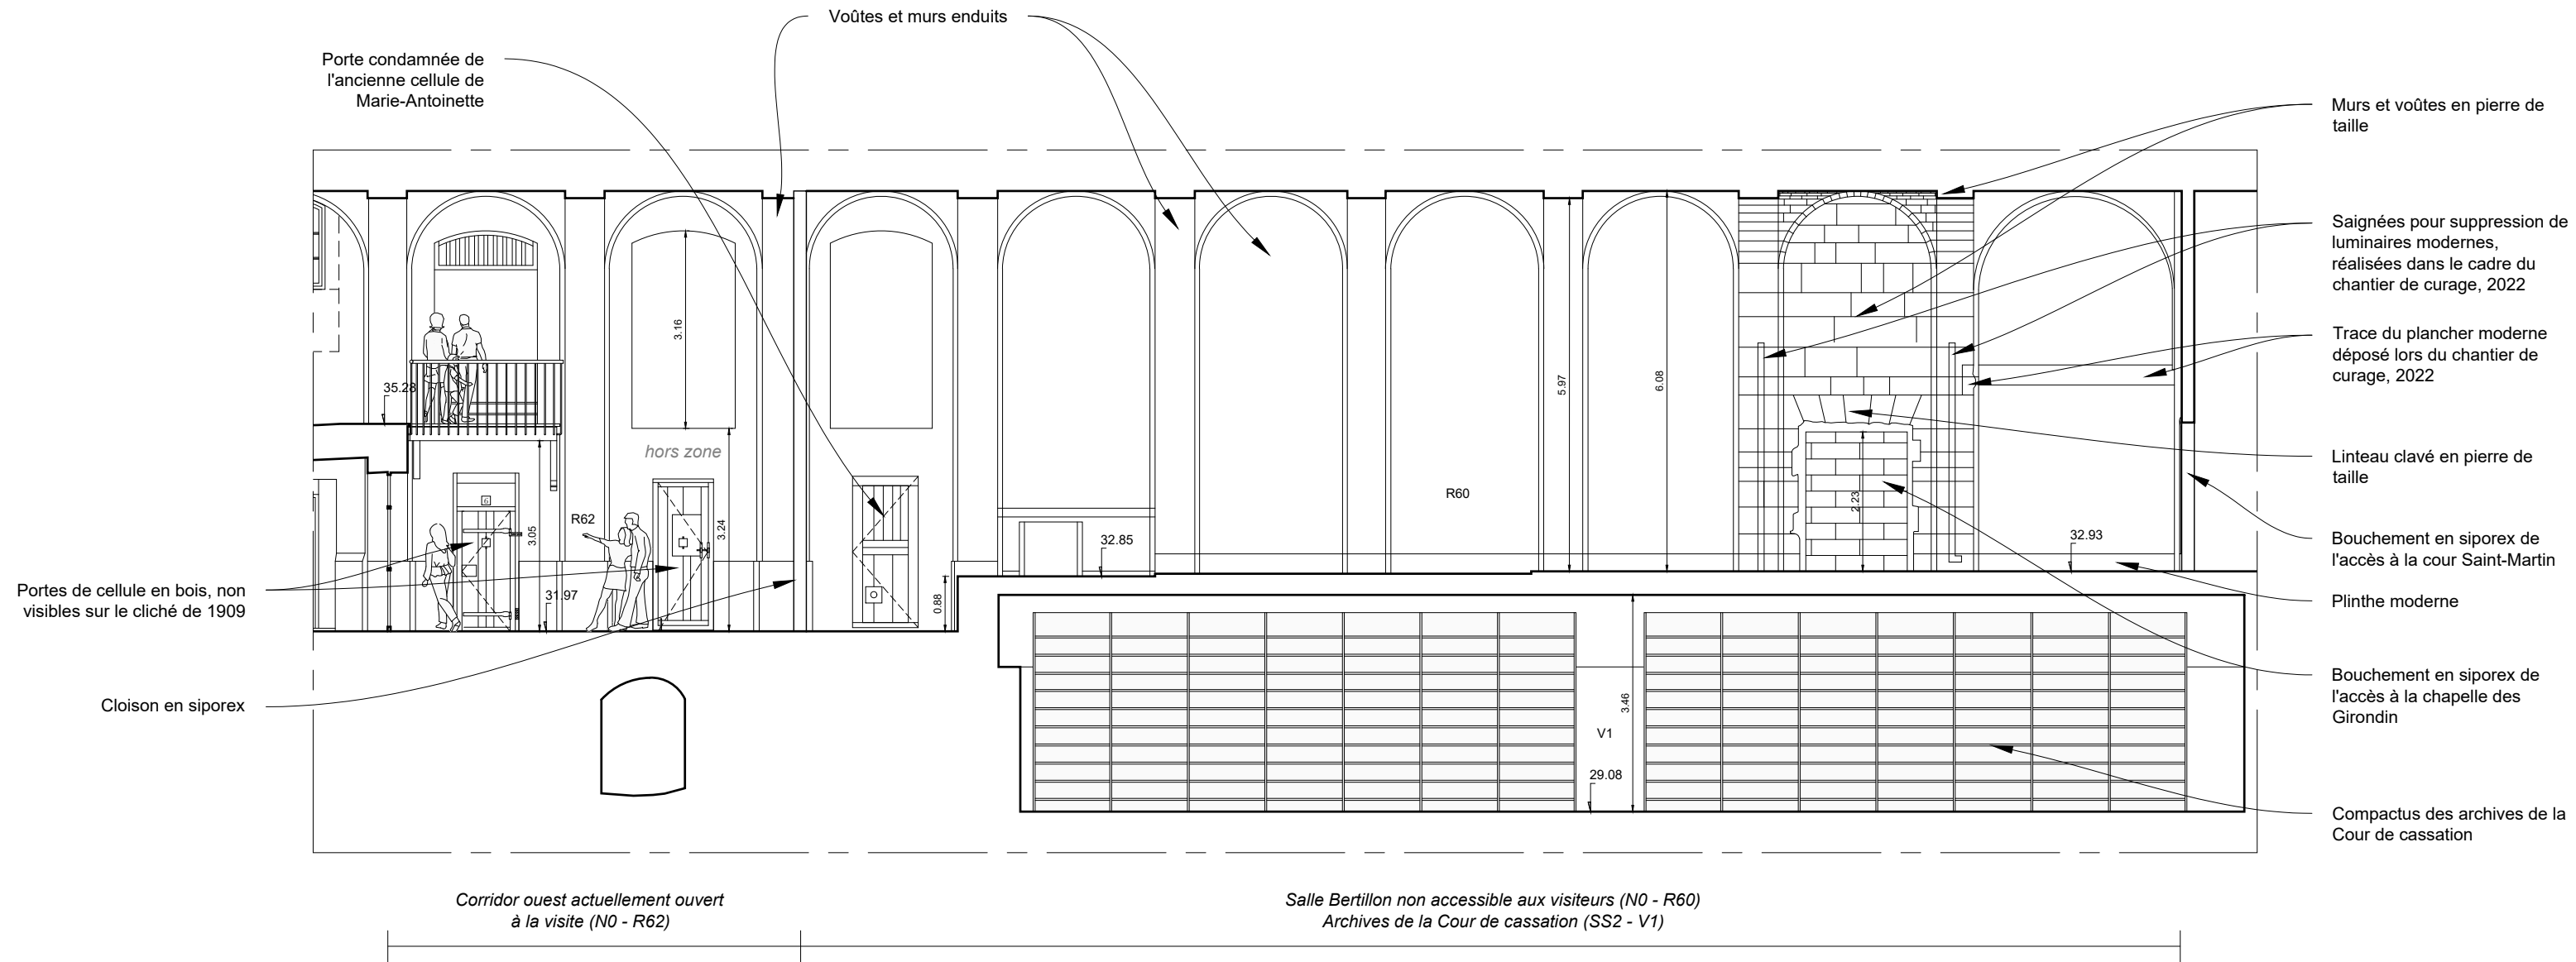 Voûtes et murs enduits
Porte condamnée de
l'ancienne cellule de
Marie-Antoinette
Murs et voûtes en pierre de
taille
Saignées pour suppression de
luminaires modernes,
réalisées dans le cadre du
chantier de curage, 2022
Trace du plancher moderne
déposé lors du chantier de
curage, 2022
Linteau clavé en pierre de
taille
Bouchement en siporex de
l'accès à la cour Saint-Martin
Plinthe moderne
Bouchement en siporex de
l'accès à la chapelle des
Girondin
Compactus des archives de la
Cour de cassation
Portes de cellule en bois, non
visibles sur le cliché de 1909
Cloison en siporex
35.28
3.16
hors zone
5.97
6.08
R60
2.23
6
R62
3.05
3.24
32.85
32.93
31.97
0.88
3.46
V1
29.08
Corridor ouest actuellement ouvert
à la visite (N0 - R62)
Salle Bertillon non accessible aux visiteurs (N0 - R60)
Archives de la Cour de cassation (SS2 - V1)